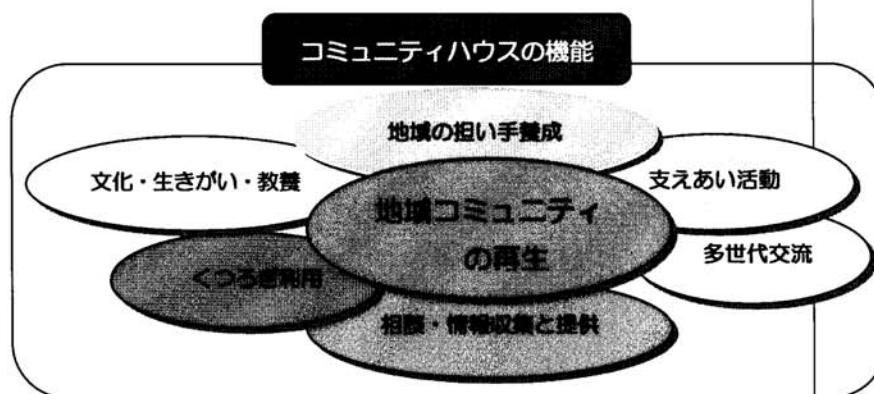 コミュニティハウスの機能
地域の担い手養成
文化・生きがい・教養
支えあい活動
地域コミュニティ
の再生
多世代交流
くつろぎ利用
相談・情報収集と提供